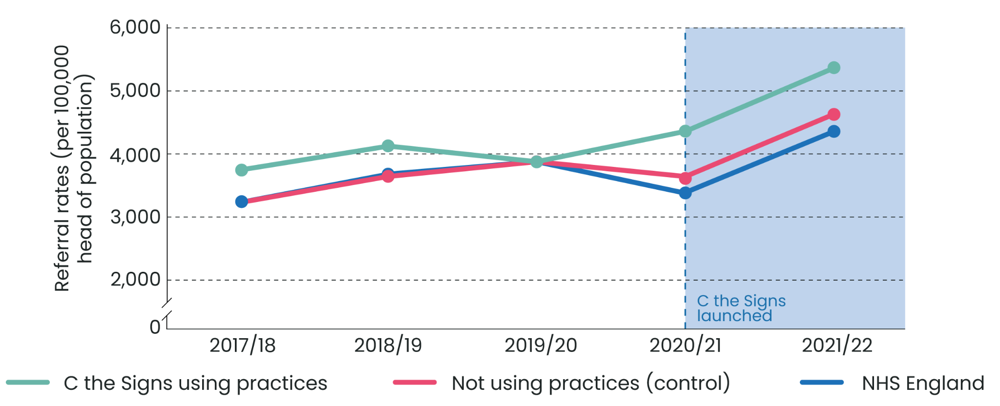 6,000
5,000
4,000
3,000
2,000
0
Referral rates (per 100,000
head of population)
C the Signs
launched
2017/18
2018/19
2019/20
2020/21
2021/22
C the Signs using practices
Not using practices (control)
NHS England